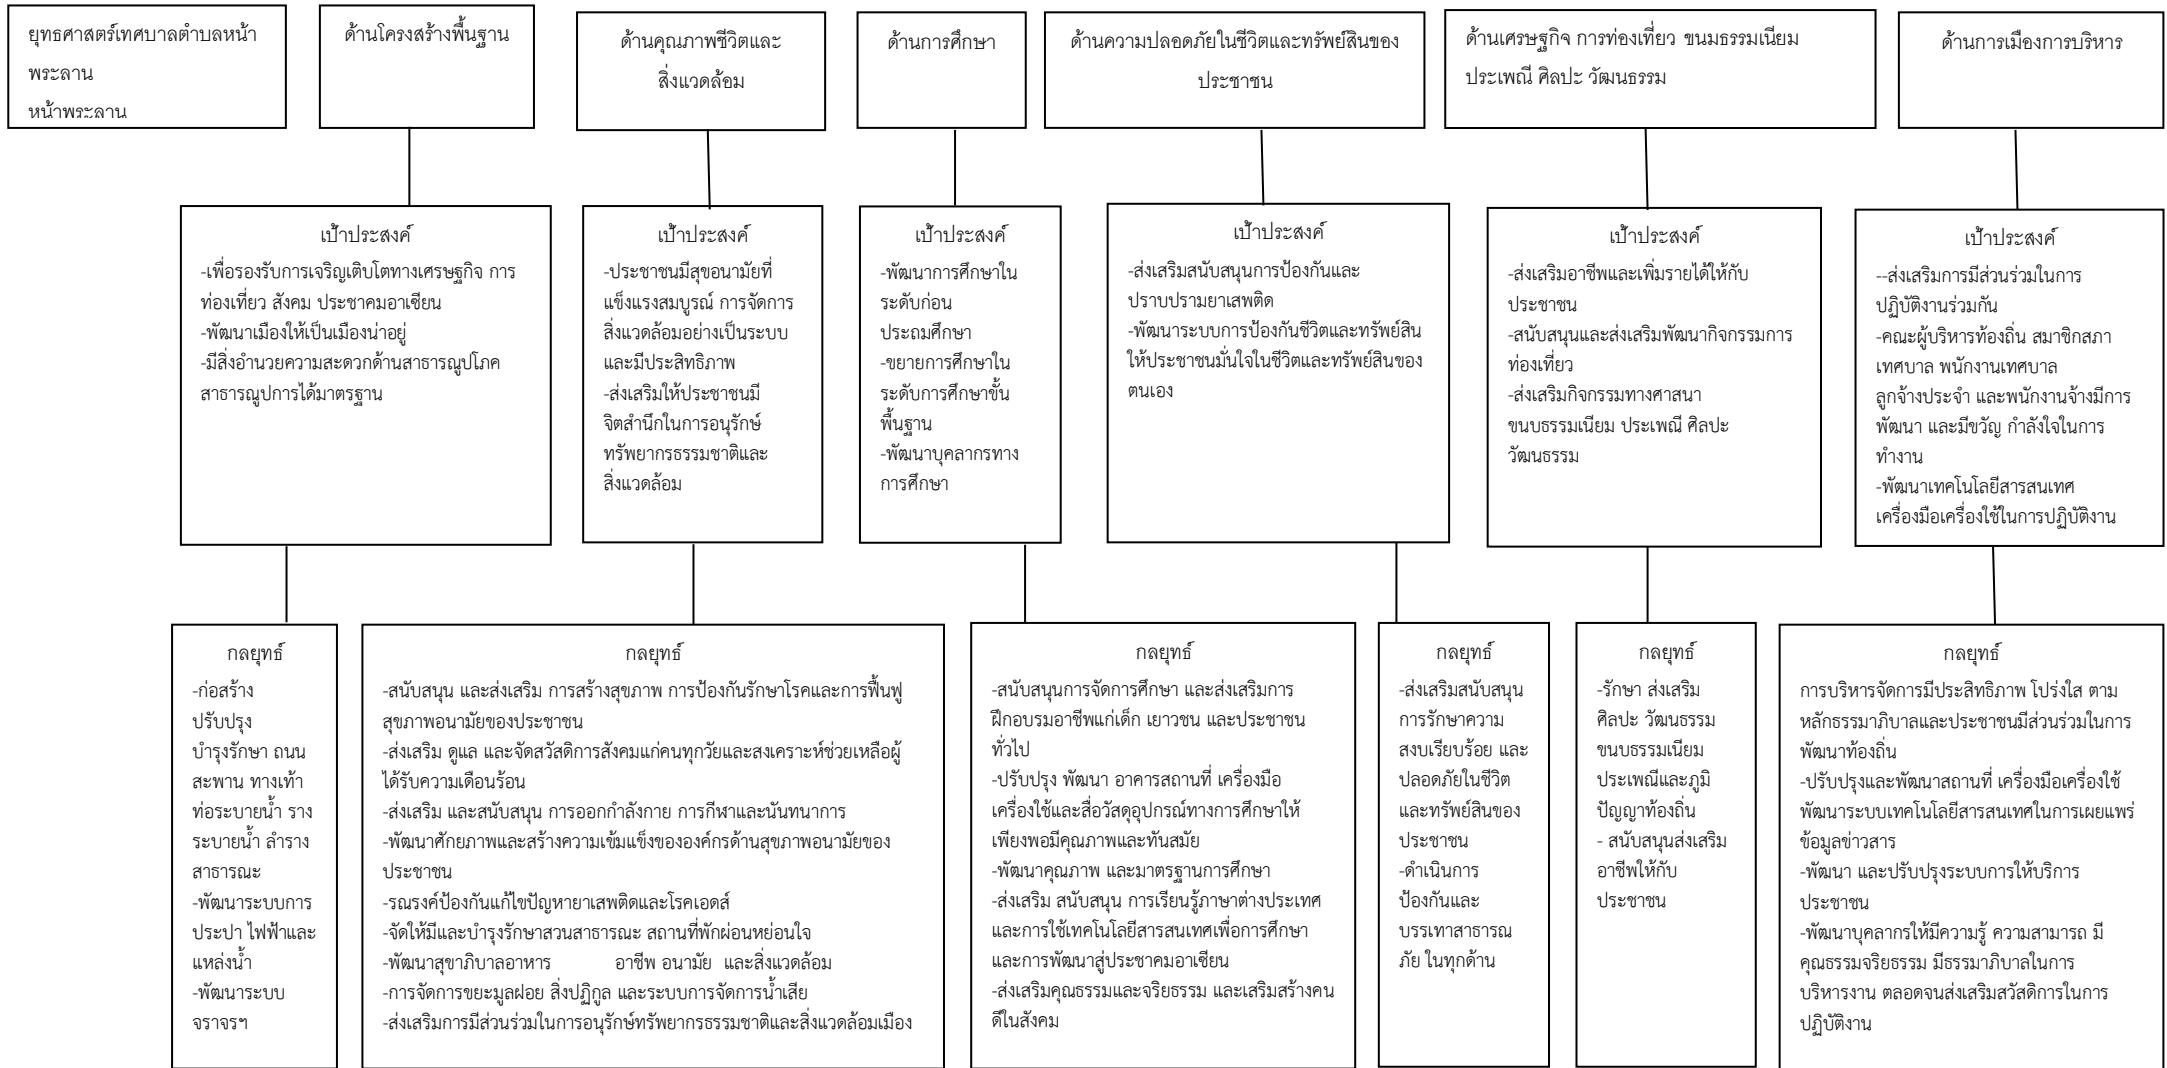 ยุทธศาสตร์เทศบาลตำบลหน้า
พระลาน
หน้าพระลาน
ด้านโครงสร้างพื้นฐาน
ด้านคุณภาพชีวิตและ
สิ่งแวดล้อม
ด้านการศึกษา
ด้านความปลอดภัยในชีวิตและทรัพย์สินของ
ประชาชน
ด้านเศรษฐกิจ การท่องเที่ยว ขนมธรรมเนียม
ประเพณี ศิลปะ วัฒนธรรม
ด้านการเมืองการบริหาร
เป้าประสงค์
-เพื่อรองรับการเจริญเติบโตทางเศรษฐกิจ การ
ท่องเที่ยว สังคม ประชาคมอาเซียน
-พัฒนาเมืองให้เป็นเมืองน่าอยู่
-มีสิ่งอำนวยความสะดวกด้านสาธารณูปโภค
สาธารณูปการได้มาตรฐาน
เป้าประสงค์
-ประชาชนมีสุขอนามัยที่
แข็งแรงสมบูรณ์ การจัดการ
สิ่งแวดล้อมอย่างเป็นระบบ
และมีประสิทธิภาพ
-ส่งเสริมให้ประชาชนมี
จิตสำนึกในการอนุรักษ์
ทรัพยากรธรรมชาติและ
สิ่งแวดล้อม
เป้าประสงค์
-พัฒนาการศึกษาใน
ระดับก่อน
ประถมศึกษา
-ขยายการศึกษาใน
ระดับการศึกษาขั้น
พื้นฐาน
-พัฒนาบุคลากรทาง
การศึกษา
เป้าประสงค์
-ส่งเสริมสนับสนุนการป้องกันและ
ปราบปรามยาเสพติด
-พัฒนาระบบการป้องกันชีวิตและทรัพย์สิน
ให้ประชาชนมั่นใจในชีวิตและทรัพย์สินของ
ตนเอง
เป้าประสงค์
-ส่งเสริมอาชีพและเพิ่มรายได้ให้กับ
ประชาชน
-สนับสนุนและส่งเสริมพัฒนากิจกรรมการ
ท่องเที่ยว
-ส่งเสริมกิจกรรมทางศาสนา
ขนบธรรมเนียม ประเพณี ศิลปะ
วัฒนธรรม
เป้าประสงค์
--ส่งเสริมการมีส่วนร่วมในการ
ปฏิบัติงานร่วมกัน
-คณะผู้บริหารท้องถิ่น สมาชิกสภา
เทศบาล พนักงานเทศบาล
ลูกจ้างประจำ และพนักงานจ้างมีการ
พัฒนา และมีขวัญ กำลังใจในการ
ทำงาน
-พัฒนาเทคโนโลยีสารสนเทศ
เครื่องมือเครื่องใช้ในการปฏิบัติงาน
กลยุทธ์
-ก่อสร้าง
ปรับปรุง
บำรุงรักษา ถนน
สะพาน ทางเท้า
ท่อระบายน้ำ ราง
ระบายน้ำ ลำราง
สาธารณะ
-พัฒนาระบบการ
ประปา ไฟฟ้าและ
แหล่งน้ำ
-พัฒนาระบบ
จราจรฯ
กลยุทธ์
-สนับสนุน และส่งเสริม การสร้างสุขภาพ การป้องกันรักษาโรคและการฟื้นฟู
สุขภาพอนามัยของประชาชน
-ส่งเสริม ดูแล และจัดสวัสดิการสังคมแก่คนทุกวัยและสงเคราะห์ช่วยเหลือผู้
ได้รับความเดือนร้อน
-ส่งเสริม และสนับสนุน การออกกำลังกาย การกีฬาและนันทนาการ
-พัฒนาศักยภาพและสร้างความเข้มแข็งขององค์กรด้านสุขภาพอนามัยของ
ประชาชน
-รณรงค์ป้องกันแก้ไขปัญหายาเสพติดและโรคเอดส์
-จัดให้มีและบำรุงรักษาสวนสาธารณะ สถานที่พักผ่อนหย่อนใจ
-พัฒนาสุขาภิบาลอาหาร อาชีพ อนามัย และสิ่งแวดล้อม
-การจัดการขยะมูลฝอย สิ่งปฏิกูล และระบบการจัดการน้ำเสีย
-ส่งเสริมการมีส่วนร่วมในการอนุรักษ์ทรัพยากรธรรมชาติและสิ่งแวดล้อมเมือง
กลยุทธ์
-สนับสนุนการจัดการศึกษา และส่งเสริมการ
ฝึกอบรมอาชีพแก่เด็ก เยาวชน และประชาชน
ทั่วไป
-ปรับปรุง พัฒนา อาคารสถานที่ เครื่องมือ
เครื่องใช้และสื่อวัสดุอุปกรณ์ทางการศึกษาให้
เพียงพอมีคุณภาพและทันสมัย
-พัฒนาคุณภาพ และมาตรฐานการศึกษา
-ส่งเสริม สนับสนุน การเรียนรู้ภาษาต่างประเทศ
และการใช้เทคโนโลยีสารสนเทศเพื่อการศึกษา
และการพัฒนาสู่ประชาคมอาเซียน
-ส่งเสริมคุณธรรมและจริยธรรม และเสริมสร้างคน
ดีในสังคม
กลยุทธ์
-ส่งเสริมสนับสนุน
การรักษาความ
สงบเรียบร้อย และ
ปลอดภัยในชีวิต
และทรัพย์สินของ
ประชาชน
-ดำเนินการ
ป้องกันและ
บรรเทาสาธารณ
ภัย ในทุกด้าน
กลยุทธ์
-รักษา ส่งเสริม
ศิลปะ วัฒนธรรม
ขนบธรรมเนียม
ประเพณีและภูมิ
ปัญญาท้องถิ่น
- สนับสนุนส่งเสริม
อาชีพให้กับ
ประชาชน
กลยุทธ์
การบริหารจัดการมีประสิทธิภาพ โปร่งใส ตาม
หลักธรรมาภิบาลและประชาชนมีส่วนร่วมในการ
พัฒนาท้องถิ่น
-ปรับปรุงและพัฒนาสถานที่ เครื่องมือเครื่องใช้
พัฒนาระบบเทคโนโลยีสารสนเทศในการเผยแพร่
ข้อมูลข่าวสาร
-พัฒนา และปรับปรุงระบบการให้บริการ
ประชาชน
-พัฒนาบุคลากรให้มีความรู้ ความสามารถ มี
คุณธรรมจริยธรรม มีธรรมาภิบาลในการ
บริหารงาน ตลอดจนส่งเสริมสวัสดิการในการ
ปฏิบัติงาน